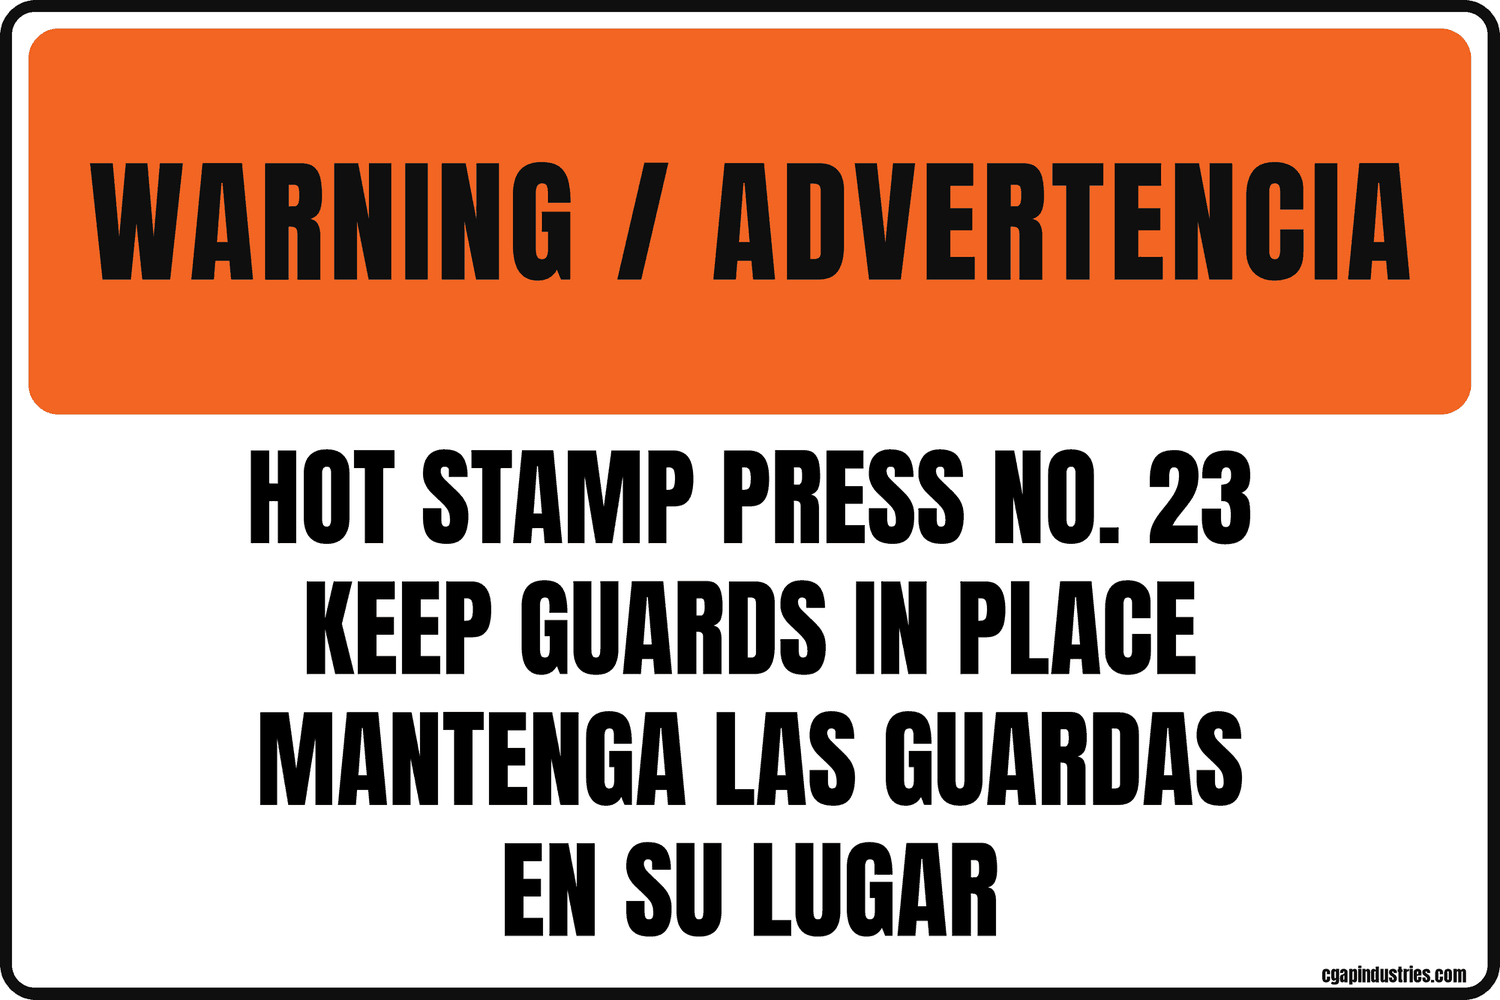 WARNING / ADVERTENCIA
HOT STAMP PRESS NO. 23
KEEP GUARDS IN PLACE
MANTENGA LAS GUARDAS
EN SU LUGAR
cgapindustries.com